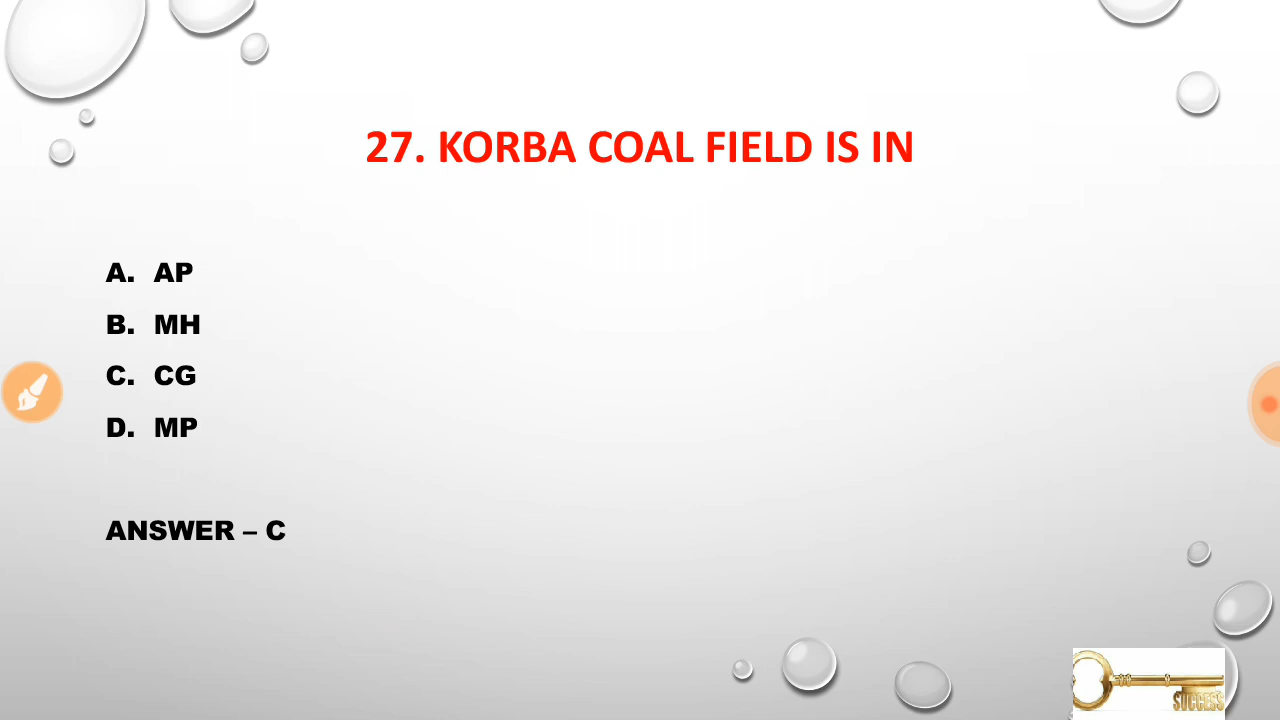 27. KORBA COAL FIELD IS IN
A. AP
B. MH
C. CG
D. MP
ANSWER – C
SUCCESS